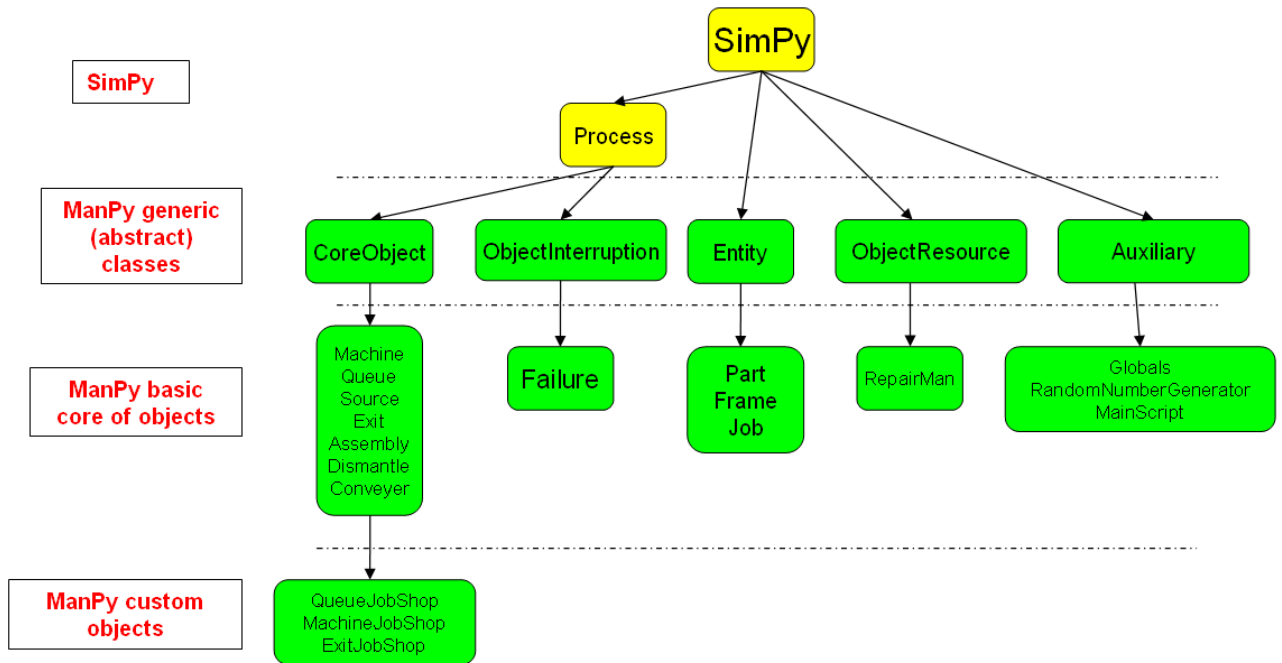 SimPy
SimPy
Process
ManPy generic
(abstract)
classes
CoreObject
ObjectInterruption
Entity
ObjectResource
Auxiliary
ManPy basic
core of objects
Machine
Queue
Source
Exit
Assembly
Dismantle
Conveyer
Failure
Part
Frame
Job
RepairMan
Globals
RandomNumberGenerator
MainScript
ManPy custom
objects
QueueJobShop
MachineJobShop
ExitJobShop